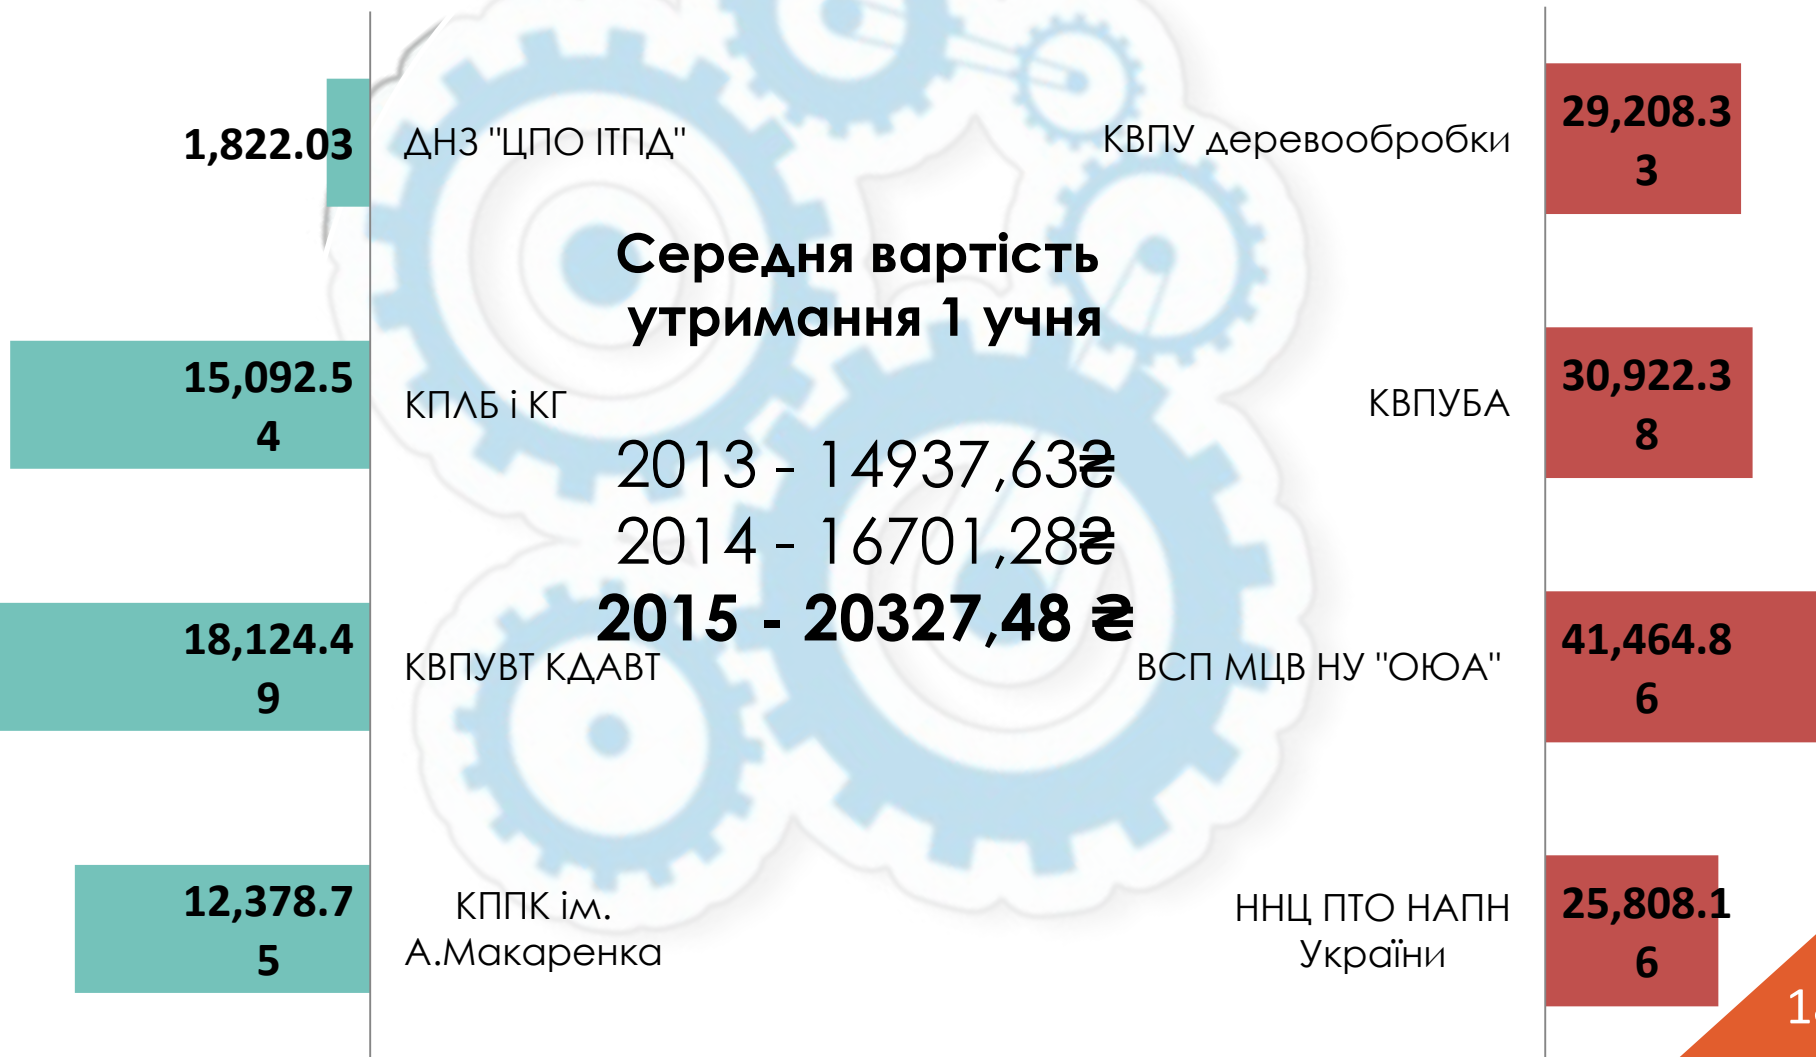 1,822.03
ДНЗ "ЦПО ІТПД"
КВПУ деревообробки
29,208.3
3
Середня вартість
утримання 1 учня
15,092.5
4
КПЛБ і КГ
КВПУБА
30,922.3
8
2013 - 14937,63₴
2014 - 16701,28₴
2015 - 20327,48 ₴
18,124.4
9
КВПУВТ КДАВТ
ВСП МЦВ НУ "ОЮА"
41,464.8
6
12,378.7
5
КППК ім.
А.Макаренка
ННЦ ПТО НАПН
України
25,808.1
6